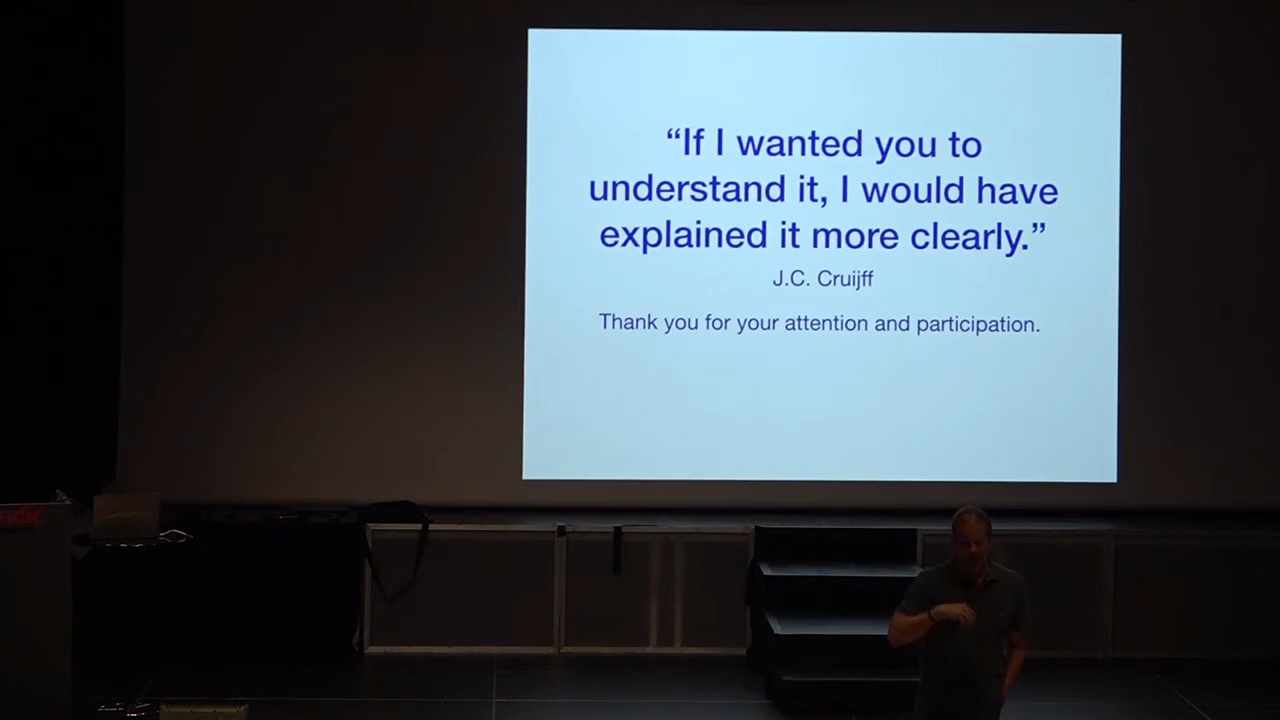 “If I wanted you to
understand it, I would have
explained it more clearly.”
J.C. Cruijff
Thank you for your attention and participation.